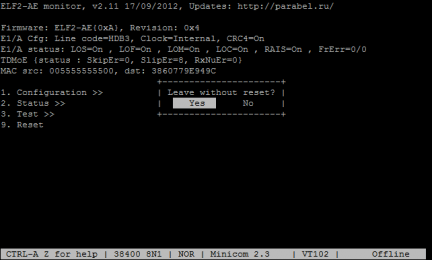 ELF2-AE monitor, v2.11 17/09/2012, Updates: http://parabel.ru/
Firmware: ELF2-AE{0xA}, Revision: 0x4
E1/A Cfg: Line code=HDB3, Clock=Internal, CRC4=On
E1/A status: LOS=On , LOF=On , LOM=On , LOC=On , RAIS=On , FrErr=0/0
TDMoE {status : SkipEr=0, SlipEr=8, RxNuEr=0}
MAC src: 005555555500, dst: 3860779E949C
+----------------------+
1. Configuration >> | Leave without reset? |
2. Status >> | Yes No |
3. Test >> +----------------------+
9. Reset
CTRL-A Z for help | 38400 8N1 | NOR | Minicom 2.3 | VT102 | Offline